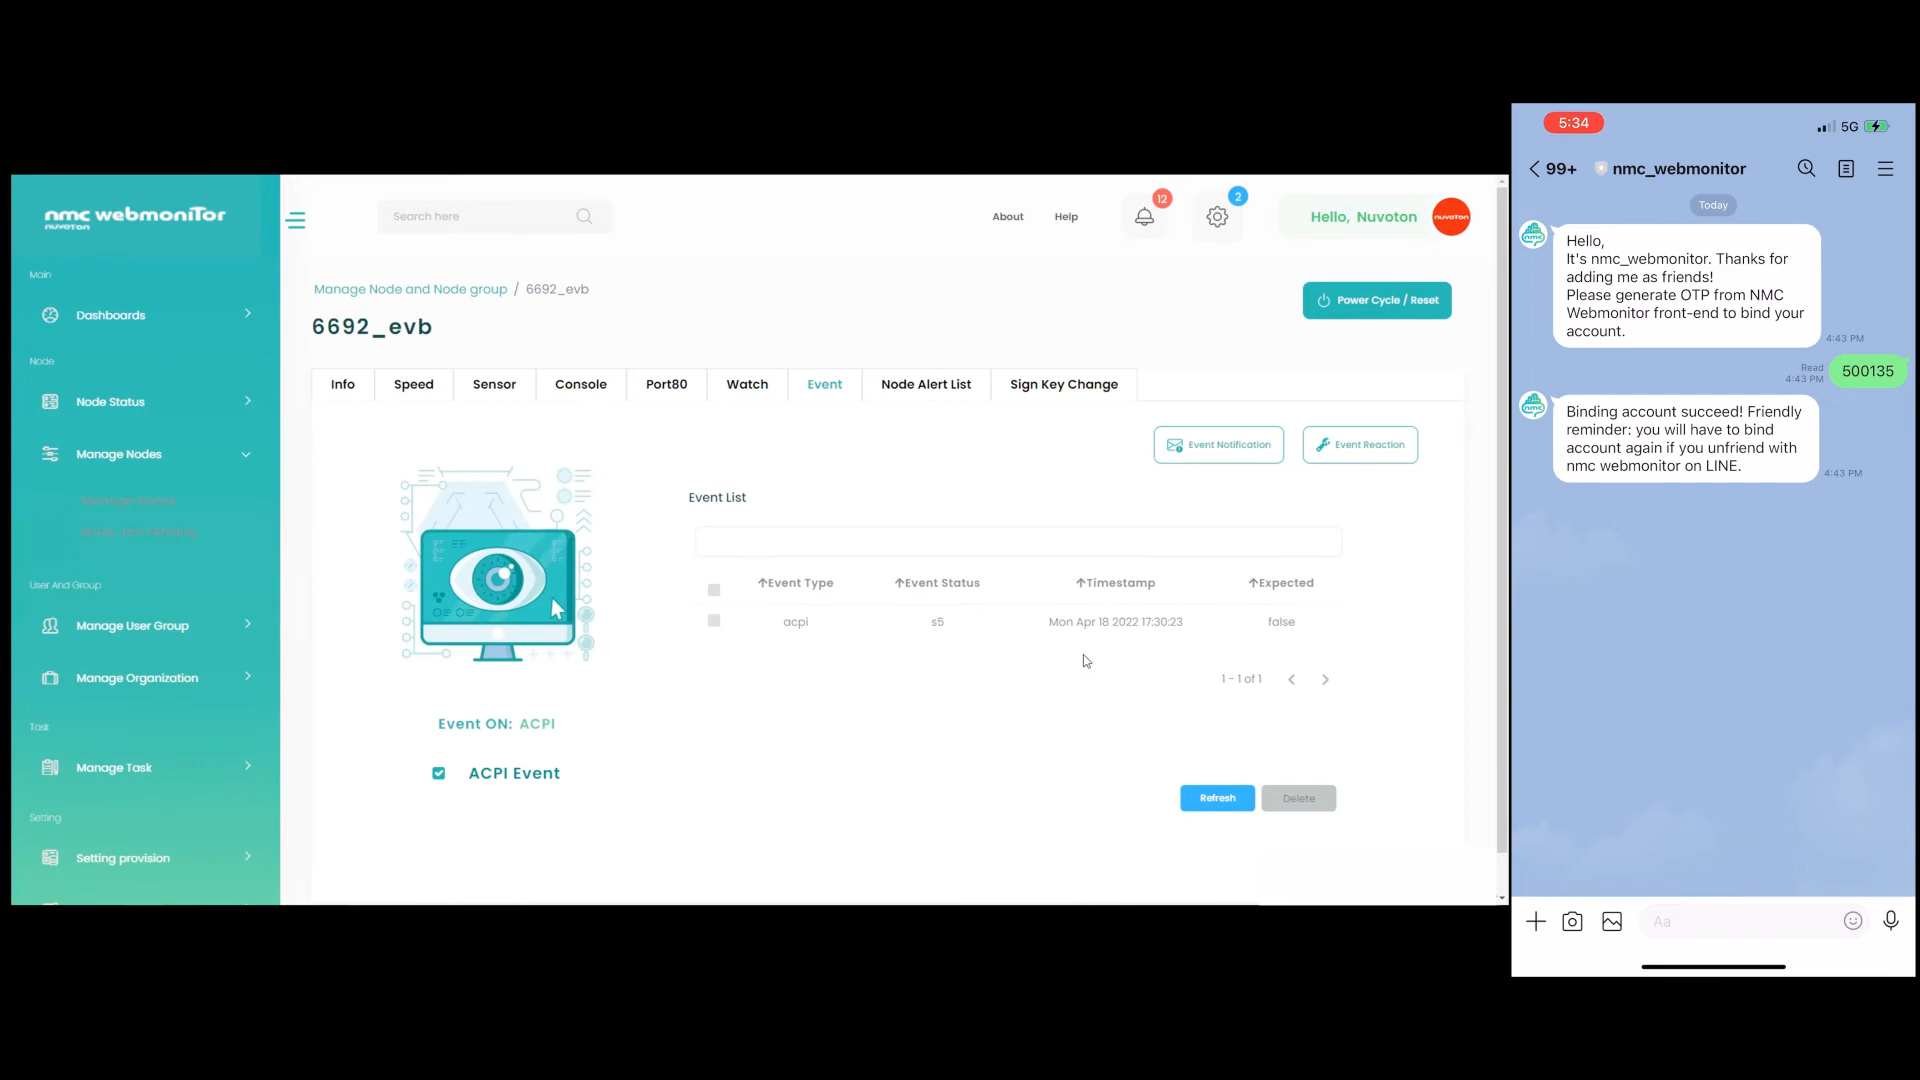 nmc webmoniTor
nuvoTon
Main
Dashboards
Node
Node Status
Manage Nodes
Manage Nodes
User And Group
Manage User Group
Manage Organization
Task
Manage Task
Setting
Setting provision
Search here
About
Help
12
2
Hello, Nuvoton
nuvoton
Manage Node and Node group / 6692_evb
6692_evb
Power Cycle / Reset
Info
Speed
Sensor
Console
Port80
Watch
Event
Node Alert List
Sign Key Change
Event Notification
Event Reaction
Event ON: ACPI
ACPI Event
Event List
↑Event Type ↑Event Status ↑Timestamp ↑Expected
acpi s5 Mon Apr 18 2022 17:30:23 false
1 - 1 of 1
Refresh
Delete
5:34
5G
99+
nmc_webmonitor
Today
nmc
Hello,
It's nmc_webmonitor. Thanks for
adding me as friends!
Please generate OTP from NMC
Webmonitor front-end to bind your
account.
4:43 PM
Read
4:43 PM
500135
nmc
Binding account succeed! Friendly
reminder: you will have to bind
account again if you unfriend with
nmc webmonitor on LINE.
4:43 PM
Aa